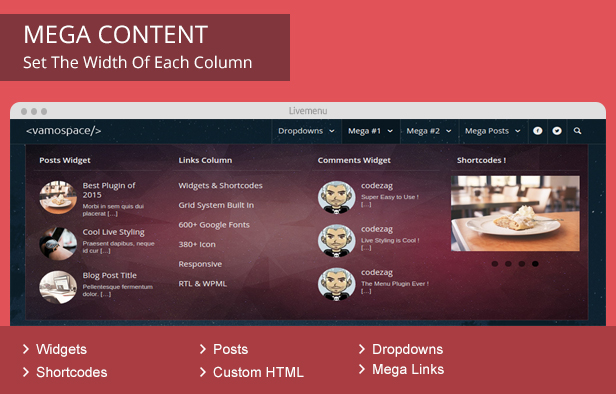 MEGA CONTENT
Set The Width Of Each Column
Livemenu
<vamospace/>
Dropdowns
Mega #1
Mega #2
Mega Posts
Posts Widget
Best Plugin of
2015
Morbi in sem quis dui
placerat [...]
Cool Live Styling
Praesent dapibus, neque
id cur [...]
Blog Post Title
Pellentesque fermentum
dolor. [...]
Links Column
Widgets & Shortcodes
Grid System Built In
600+ Google Fonts
380+ Icon
Responsive
RTL & WPML
Comments Widget
codezag
Super Easy to Use !
[...]
codezag
Live Styling is Cool !
[...]
codezag
The Menu Plugin Ever !
[...]
Shortcodes !
Widgets
Posts
Dropdowns
Shortcodes
Custom HTML
Mega Links